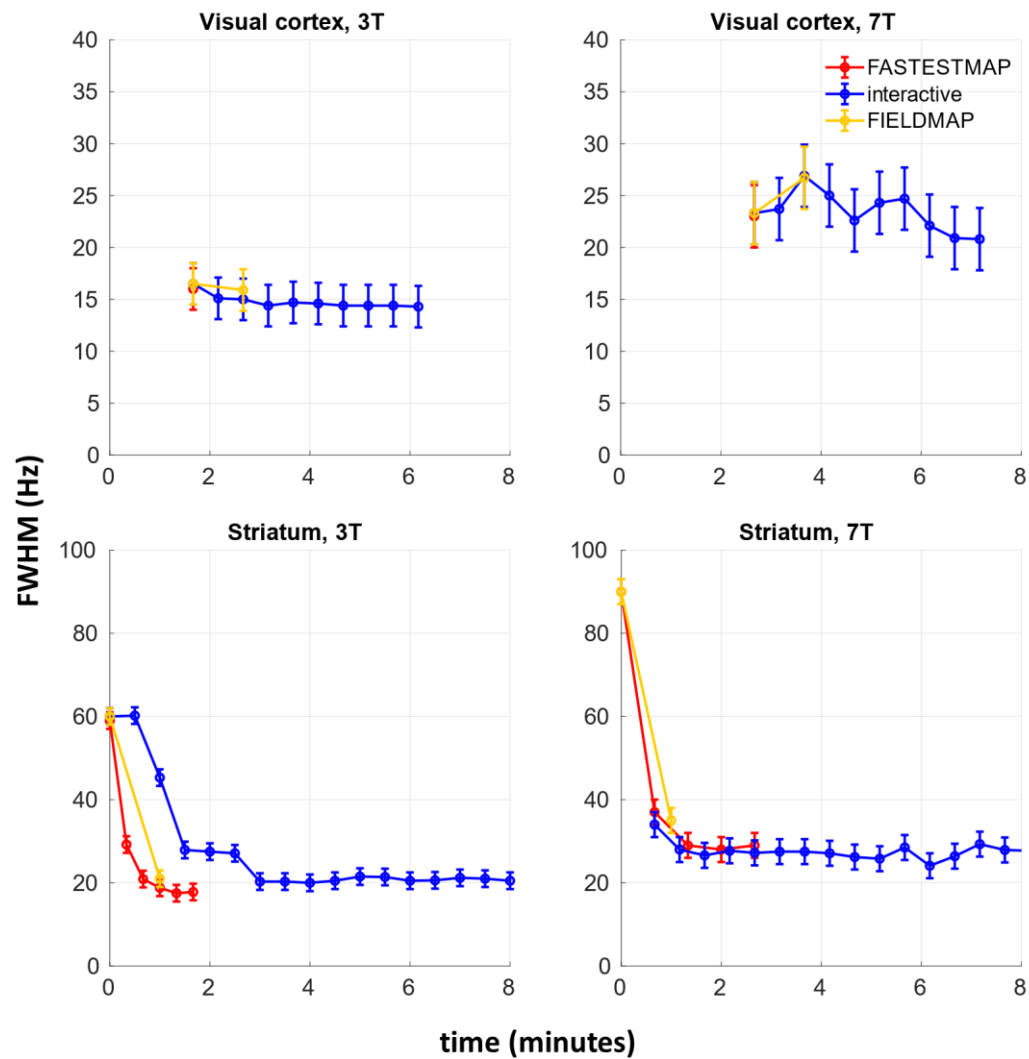 Visual cortex, 3T
40
35
30
25
20
15
10
5
0
0 2 4 6 8
Visual cortex, 7T
40
35
30
25
20
15
10
5
0
0 2 4 6 8
FASTESTMAP
interactive
FIELDMAP
FWHM (Hz)
Striatum, 3T
100
80
60
40
20
0
0 2 4 6 8
Striatum, 7T
100
80
60
40
20
0
0 2 4 6 8
time (minutes)